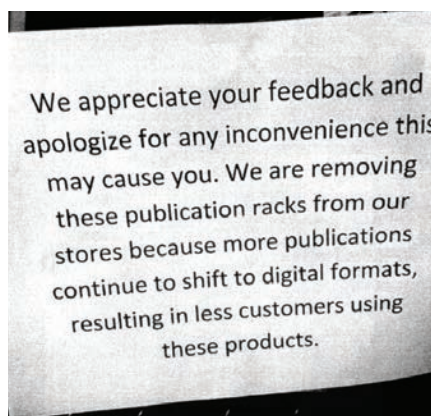 We appreciate your feedback and
apologize for any inconvenience this
may cause you. We are removing
these publication racks from our
stores because more publications
continue to shift to digital formats,
resulting in less customers using
these products.